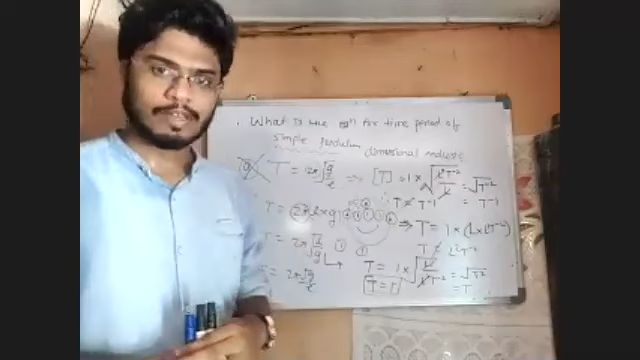 . What is the eqn for time period of
simple pendulum dimensional analysis
T = 2π√g/l ⇒ [T] = 1 × √LT⁻²/L = √T⁻²
T ≠ T⁻¹ = T⁻¹
T = 2π l × g ⇒ T = 1 × (L × LT⁻²)
T ≠ L²T⁻²
T = 2π√l/g
T = 1 × √L/LT⁻² = √T²
T = T = T
= 2π g/l